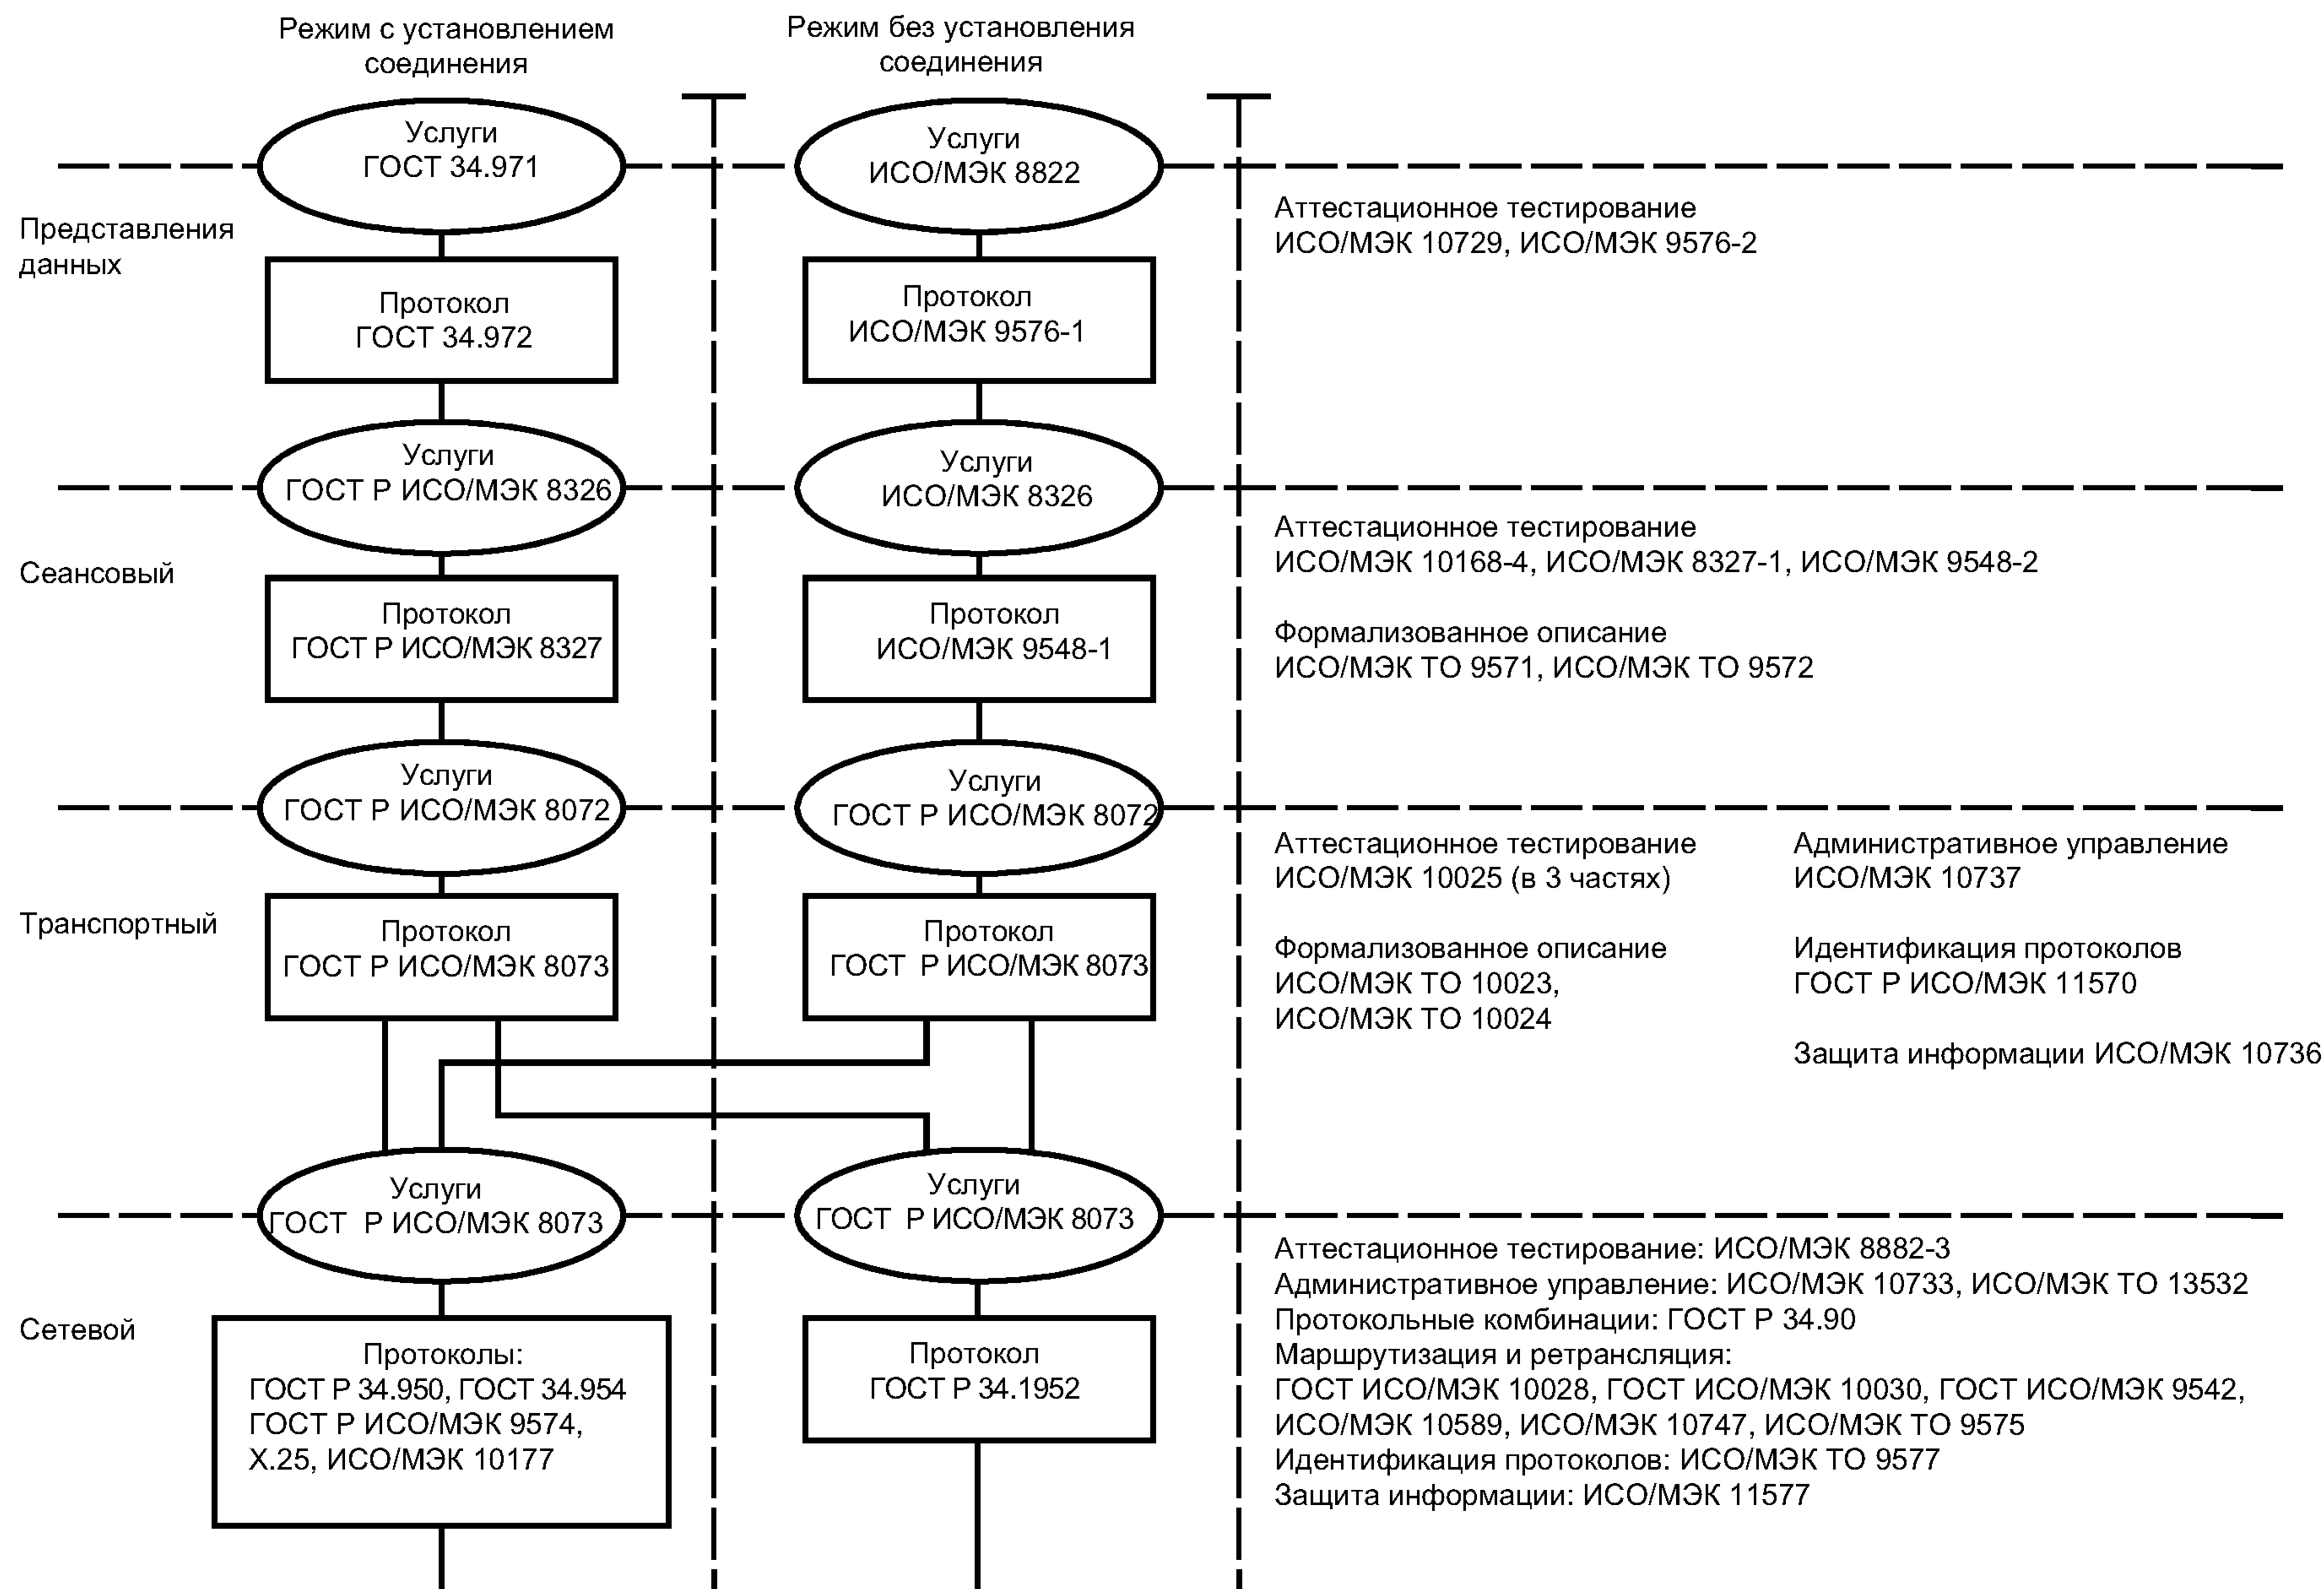 Режим с установлением
соединения
Режим без установления
соединения
Услуги
ГОСТ 34.971
Услуги
ИСО/МЭК 8822
Представления
данных
Аттестационное тестирование
ИСО/МЭК 10729, ИСО/МЭК 9576-2
Протокол
ГОСТ 34.972
Протокол
ИСО/МЭК 9576-1
Услуги
ГОСТ Р ИСО/МЭК 8326
Услуги
ИСО/МЭК 8326
Сеансовый
Аттестационное тестирование
ИСО/МЭК 10168-4, ИСО/МЭК 8327-1, ИСО/МЭК 9548-2
Формализованное описание
ИСО/МЭК ТО 9571, ИСО/МЭК ТО 9572
Протокол
ГОСТ Р ИСО/МЭК 8327
Протокол
ИСО/МЭК 9548-1
Услуги
ГОСТ Р ИСО/МЭК 8072
Услуги
ГОСТ Р ИСО/МЭК 8072
Транспортный
Протокол
ГОСТ Р ИСО/МЭК 8073
Протокол
ГОСТ Р ИСО/МЭК 8073
Аттестационное тестирование
ИСО/МЭК 10025 (в 3 частях)
Формализованное описание
ИСО/МЭК ТО 10023,
ИСО/МЭК ТО 10024
Административное управление
ИСО/МЭК 10737
Идентификация протоколов
ГОСТ Р ИСО/МЭК 11570
Защита информации ИСО/МЭК 10736
Услуги
ГОСТ Р ИСО/МЭК 8073
Услуги
ГОСТ Р ИСО/МЭК 8073
Сетевой
Протоколы:
ГОСТ Р 34.950, ГОСТ 34.954
ГОСТ Р ИСО/МЭК 9574,
Х.25, ИСО/МЭК 10177
Протокол
ГОСТ Р 34.1952
Аттестационное тестирование: ИСО/МЭК 8882-3
Административное управление: ИСО/МЭК 10733, ИСО/МЭК ТО 13532
Протокольные комбинации: ГОСТ Р 34.90
Маршрутизация и ретрансляция:
ГОСТ ИСО/МЭК 10028, ГОСТ ИСО/МЭК 10030, ГОСТ ИСО/МЭК 9542,
ИСО/МЭК 10589, ИСО/МЭК 10747, ИСО/МЭК ТО 9575
Идентификация протоколов: ИСО/МЭК ТО 9577
Защита информации: ИСО/МЭК 11577